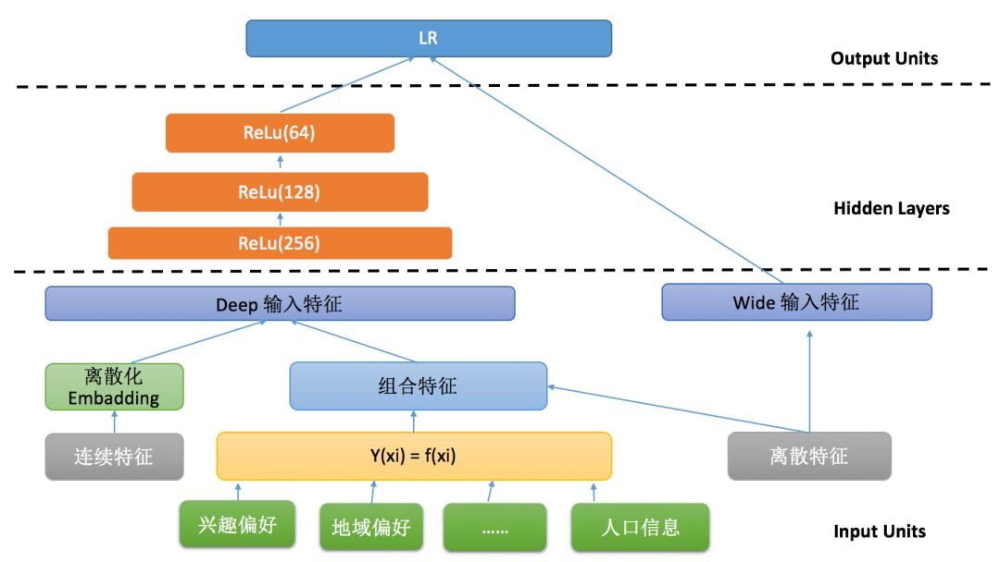 LR
Output Units
ReLu(64)
ReLu(128)
Hidden Layers
ReLu(256)
Deep 输入特征
Wide 输入特征
离散化
Embadding
组合特征
连续特征
Y(xi) = f(xi)
离散特征
兴趣偏好
地域偏好
......
人口信息
Input Units